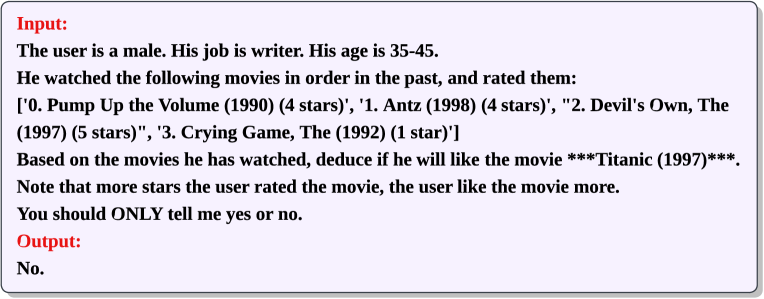 Input:
The user is a male. His job is writer. His age is 35-45.
He watched the following movies in order in the past, and rated them:
['0. Pump Up the Volume (1990) (4 stars)', '1. Antz (1998) (4 stars)', "2. Devil's Own, The
(1997) (5 stars)", '3. Crying Game, The (1992) (1 star)']
Based on the movies he has watched, deduce if he will like the movie ***Titanic (1997)***.
Note that more stars the user rated the movie, the user like the movie more.
You should ONLY tell me yes or no.
Output:
No.